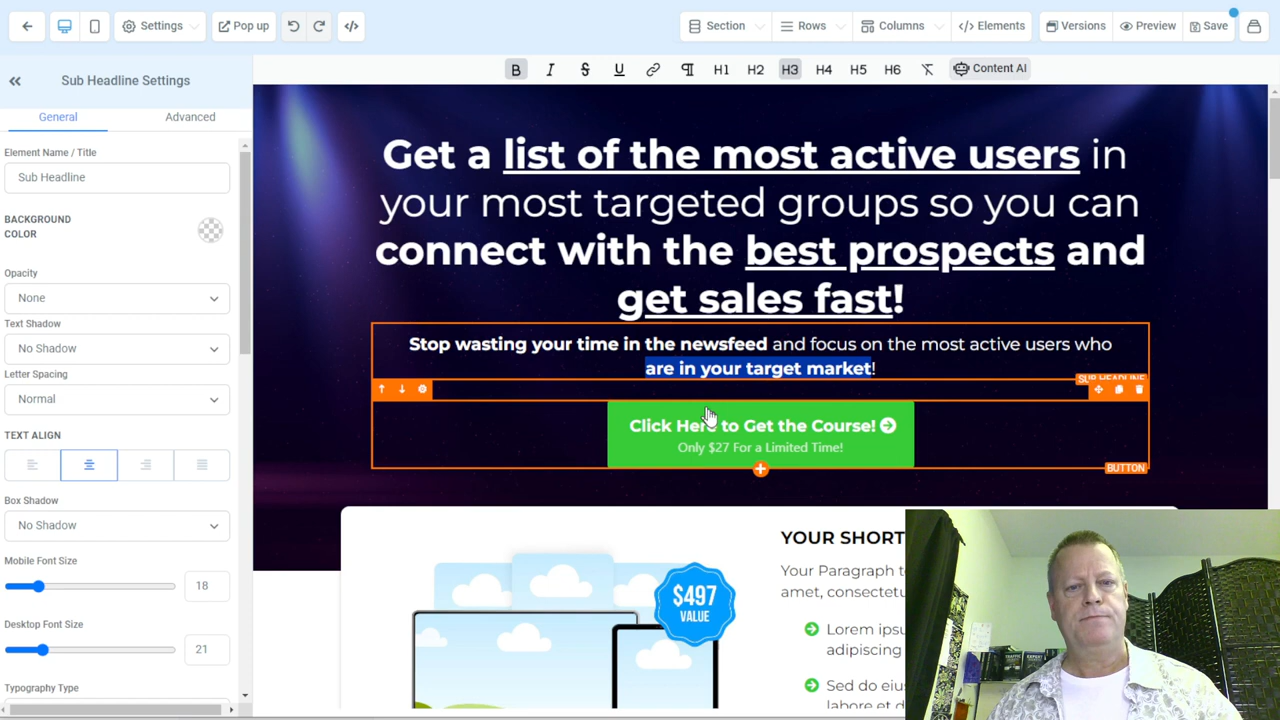 Settings
Pop up
Section
Rows
Columns
</> Elements
Versions
Preview
Save
Sub Headline Settings
B I S U ¶ H1 H2 H3 H4 H5 H6 Content AI
General
Advanced
Element Name / Title
Sub Headline
BACKGROUND
COLOR
Opacity
None
Text Shadow
No Shadow
Letter Spacing
Normal
TEXT ALIGN
Box Shadow
No Shadow
Mobile Font Size
18
Desktop Font Size
21
Typography Type
Get a list of the most active users in
your most targeted groups so you can
connect with the best prospects and
get sales fast!
Stop wasting your time in the newsfeed and focus on the most active users who
are in your target market!
SUB HEADLINE
Click Here to Get the Course!
Only $27 For a Limited Time!
BUTTON
$497
VALUE
YOUR SHORT
Your Paragraph t
amet, consectetu
Lorem ipsu
adipiscing
Sed do eius
labore et d